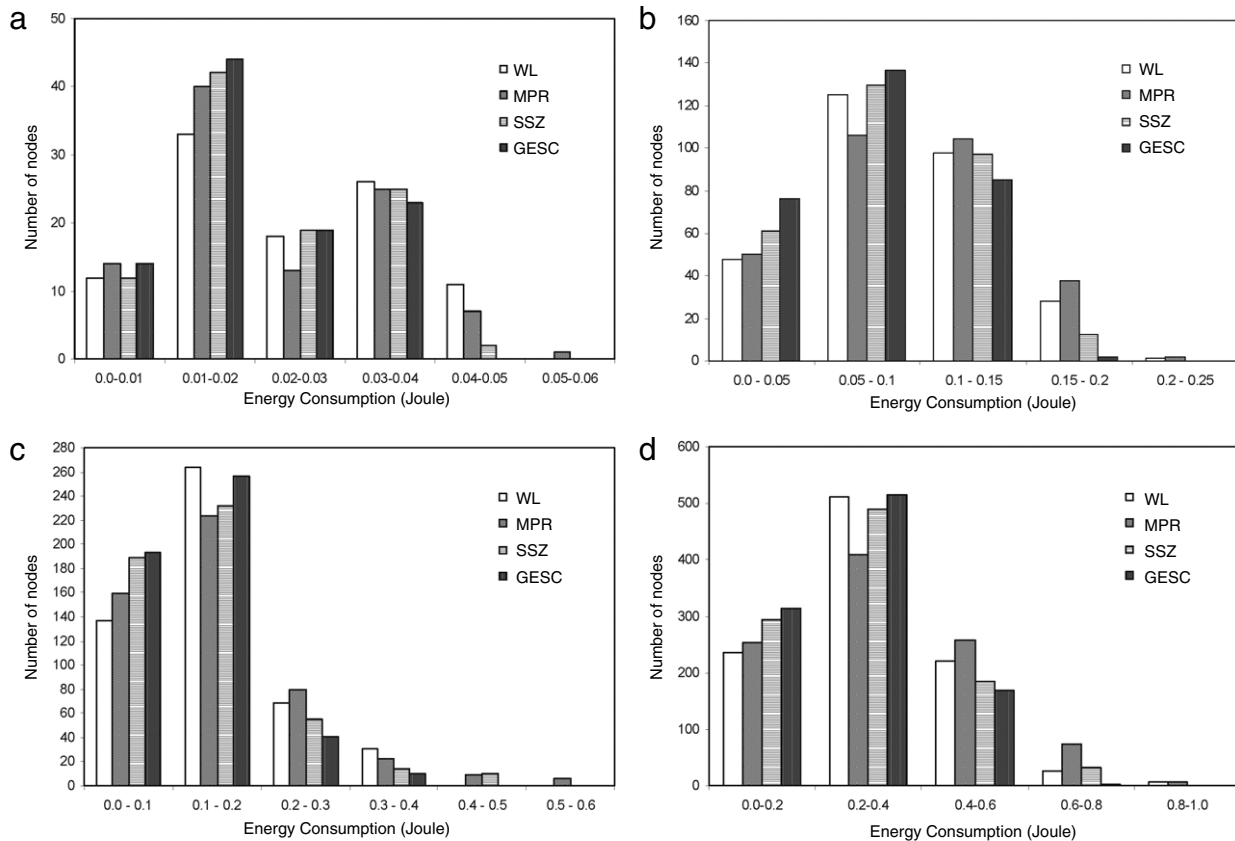 a
50
40
30
20
10
0
Number of nodes
WL
MPR
SSZ
GESC
0.0-0.01 0.01-0.02 0.02-0.03 0.03-0.04 0.04-0.05 0.05-0.06
Energy Consumption (Joule)
b
160
140
120
100
80
60
40
20
0
Number of nodes
WL
MPR
SSZ
GESC
0.0 - 0.05 0.05 - 0.1 0.1 - 0.15 0.15 - 0.2 0.2 - 0.25
Energy Consumption (Joule)
c
280
260
240
220
200
180
160
140
120
100
80
60
40
20
0
Number of nodes
WL
MPR
SSZ
GESC
0.0 - 0.1 0.1 - 0.2 0.2 - 0.3 0.3 - 0.4 0.4 - 0.5 0.5 - 0.6
Energy Consumption (Joule)
d
600
500
400
300
200
100
0
Number of nodes
WL
MPR
SSZ
GESC
0.0-0.2 0.2-0.4 0.4-0.6 0.6-0.8 0.8-1.0
Energy Consumption (Joule)